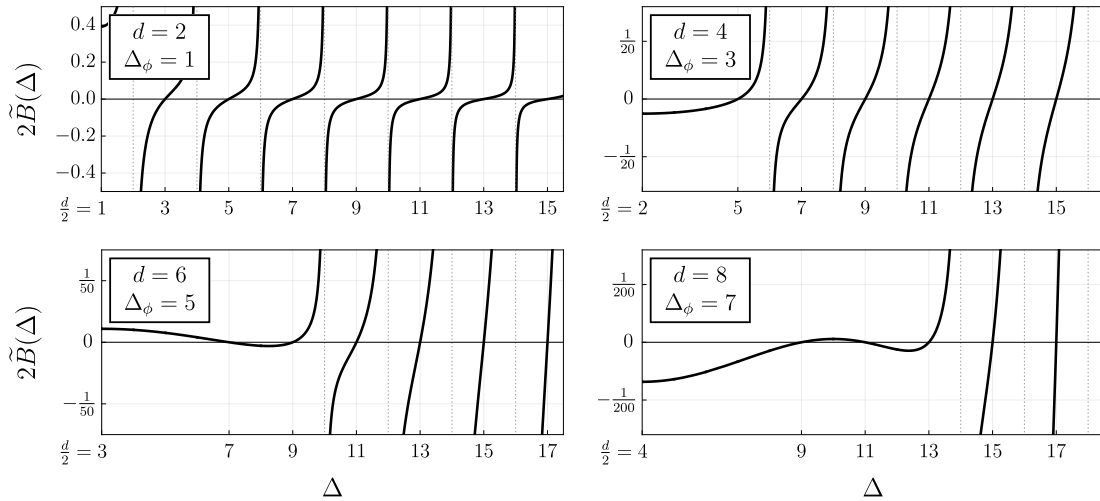 2B̃(Δ)
0.4
0.2
0.0
−0.2
−0.4
d = 2
Δ_ϕ = 1
d/2 = 1 3 5 7 9 11 13 15
1/20
0
−1/20
d = 4
Δ_ϕ = 3
d/2 = 2 5 7 9 11 13 15
2B̃(Δ)
1/50
0
−1/50
d = 6
Δ_ϕ = 5
d/2 = 3 7 9 11 13 15 17
Δ
1/200
0
−1/200
d = 8
Δ_ϕ = 7
d/2 = 4 9 11 13 15 17
Δ